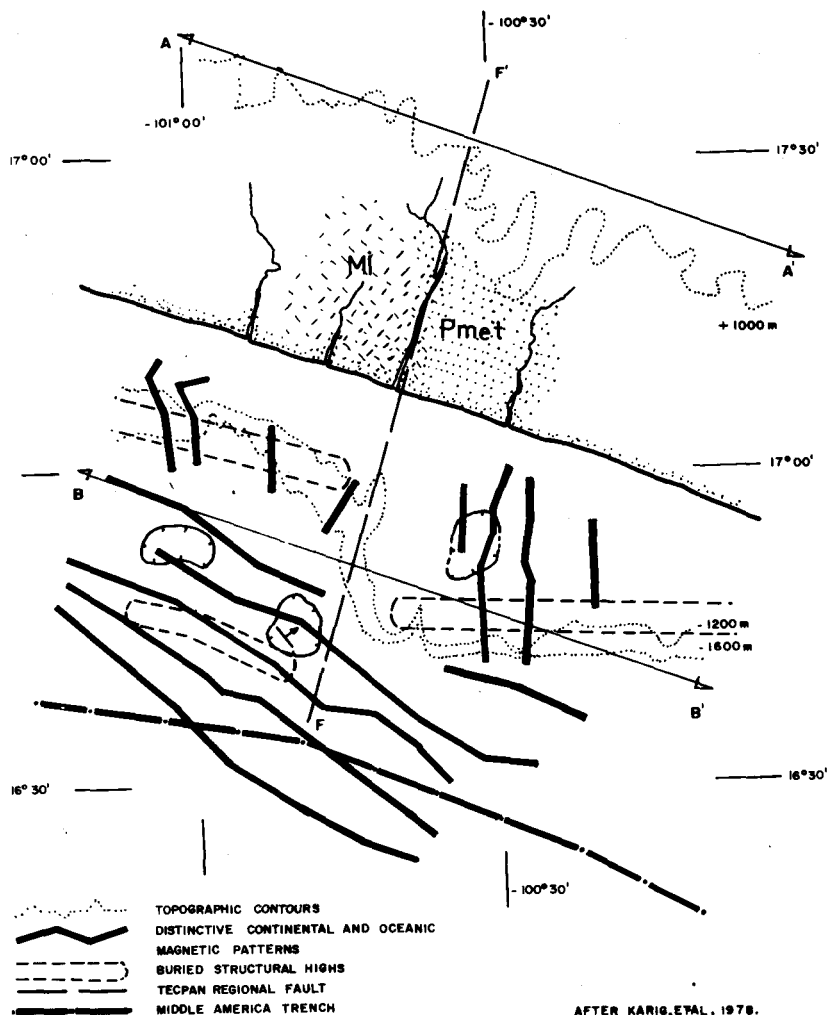 - 100°30'
A
F'
- 101°00'
17°00'
17°30'
MI
A'
Pmet
+ 1000 m
17°00'
B
- 1200 m
- 1600 m
B'
F
16°30'
16°30'
- 100°30'
TOPOGRAPHIC CONTOURS
DISTINCTIVE CONTINENTAL AND OCEANIC
MAGNETIC PATTERNS
BURIED STRUCTURAL HIGHS
TECPAN REGIONAL FAULT
MIDDLE AMERICA TRENCH
AFTER KARIG, ET AL, 1978.